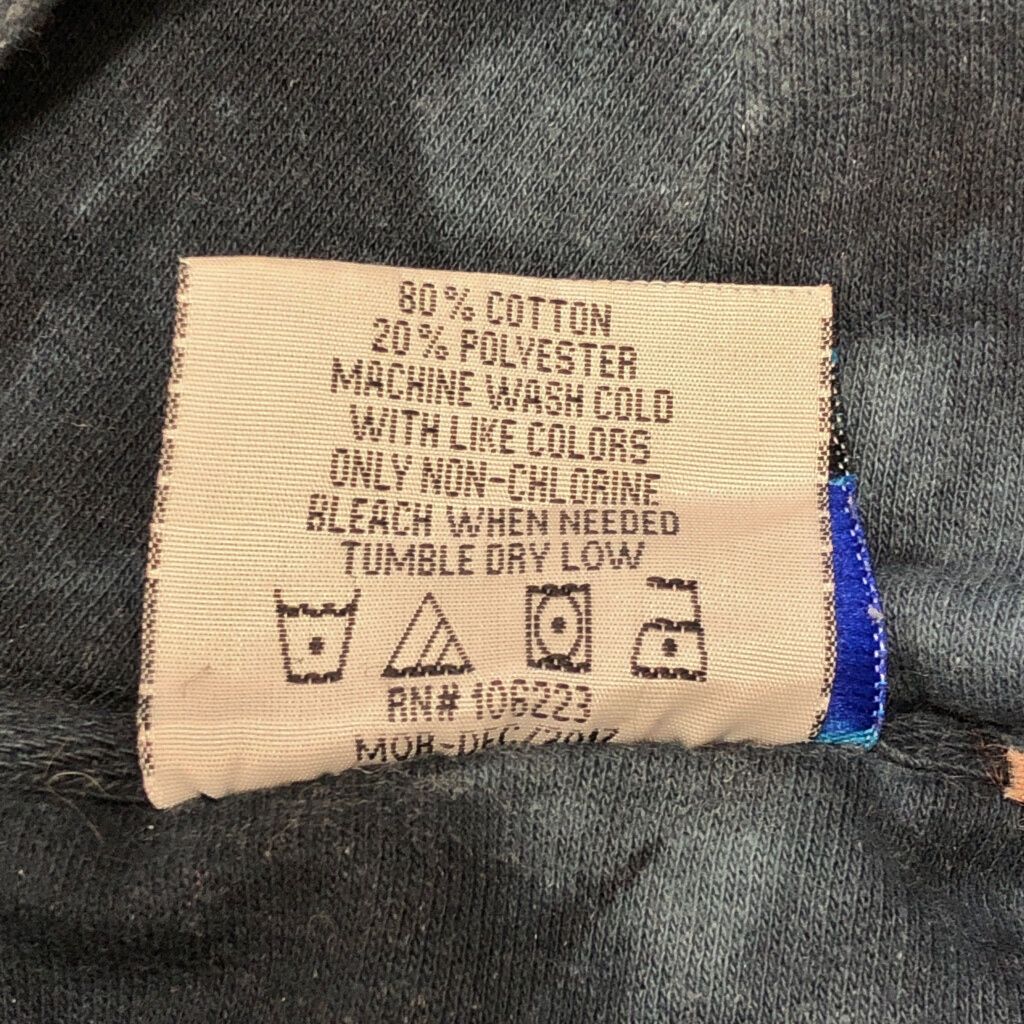 80% COTTON
20% POLYESTER
MACHINE WASH COLD
WITH LIKE COLORS
ONLY NON-CHLORINE
BLEACH WHEN NEEDED
TUMBLE DRY LOW
RN# 106223